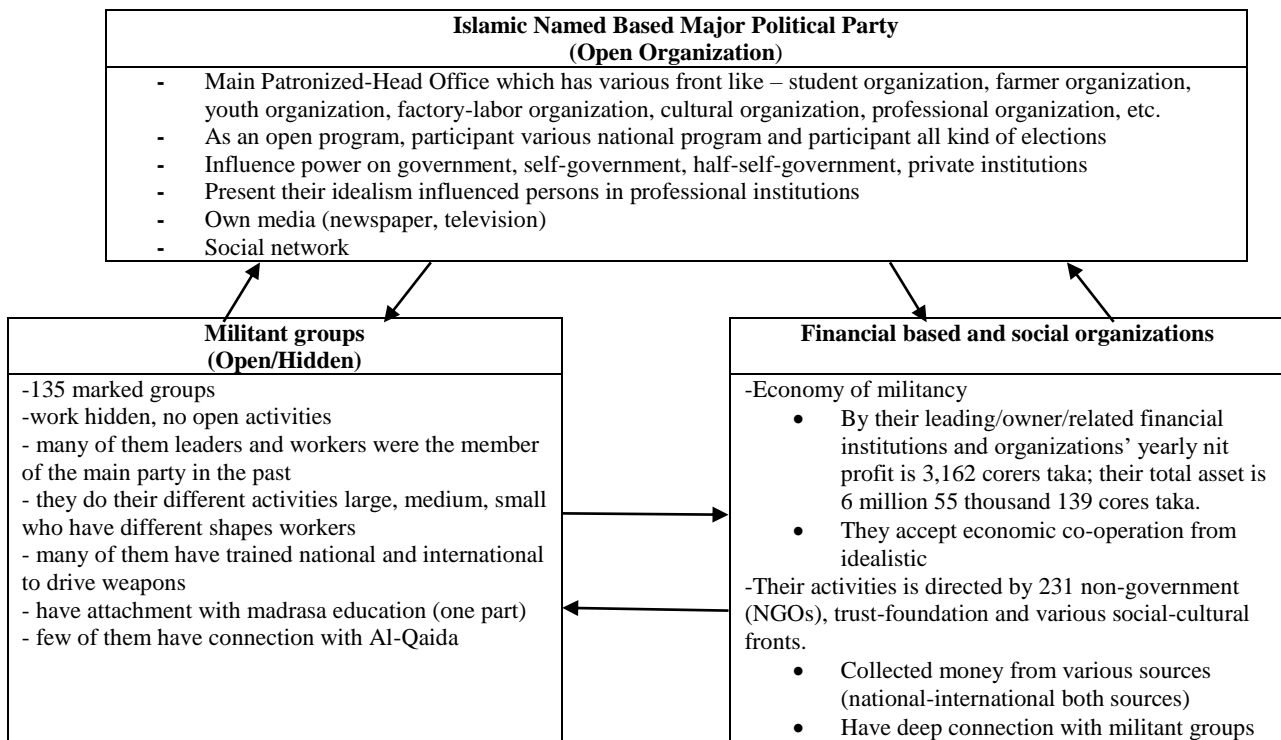 Islamic Named Based Major Political Party
(Open Organization)
- Main Patronized-Head Office which has various front like – student organization, farmer organization,
youth organization, factory-labor organization, cultural organization, professional organization, etc.
- As an open program, participant various national program and participant all kind of elections
- Influence power on government, self-government, half-self-government, private institutions
- Present their idealism influenced persons in professional institutions
- Own media (newspaper, television)
- Social network
Militant groups
(Open/Hidden)
-135 marked groups
-work hidden, no open activities
- many of them leaders and workers were the member
of the main party in the past
- they do their different activities large, medium, small
who have different shapes workers
- many of them have trained national and international
to drive weapons
- have attachment with madrasa education (one part)
- few of them have connection with Al-Qaida
Financial based and social organizations
-Economy of militancy
• By their leading/owner/related financial
institutions and organizations’ yearly nit
profit is 3,162 corers taka; their total asset is
6 million 55 thousand 139 cores taka.
• They accept economic co-operation from
idealistic
-Their activities is directed by 231 non-government
(NGOs), trust-foundation and various social-cultural
fronts.
• Collected money from various sources
(national-international both sources)
• Have deep connection with militant groups